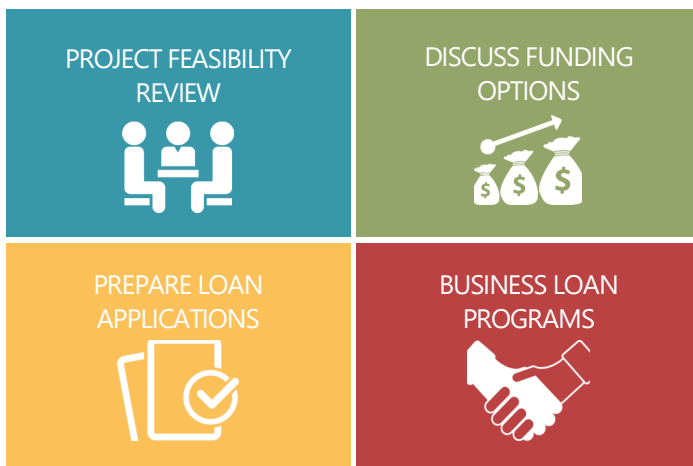 PROJECT FEASIBILITY
REVIEW
DISCUSS FUNDING
OPTIONS
$ $ $
PREPARE LOAN
APPLICATIONS
BUSINESS LOAN
PROGRAMS